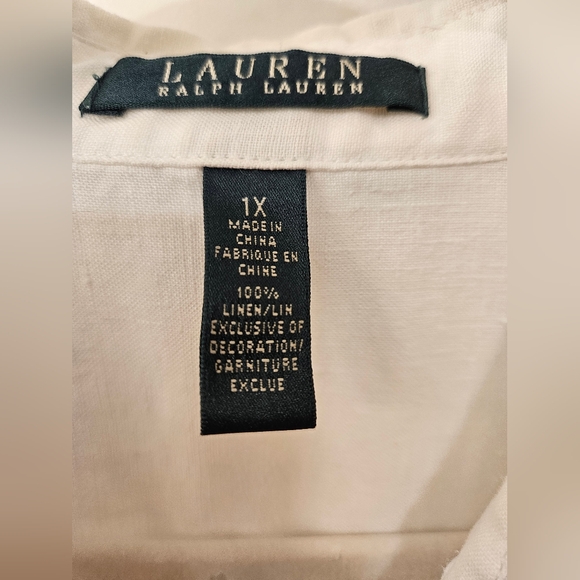 LAUREN
RALPH LAUREN
1X
MADE IN
CHINA
FABRIQUE EN
CHINE
100%
LINEN/LIN
EXCLUSIVE OF
DECORATION/
GARNITURE
EXCLUE